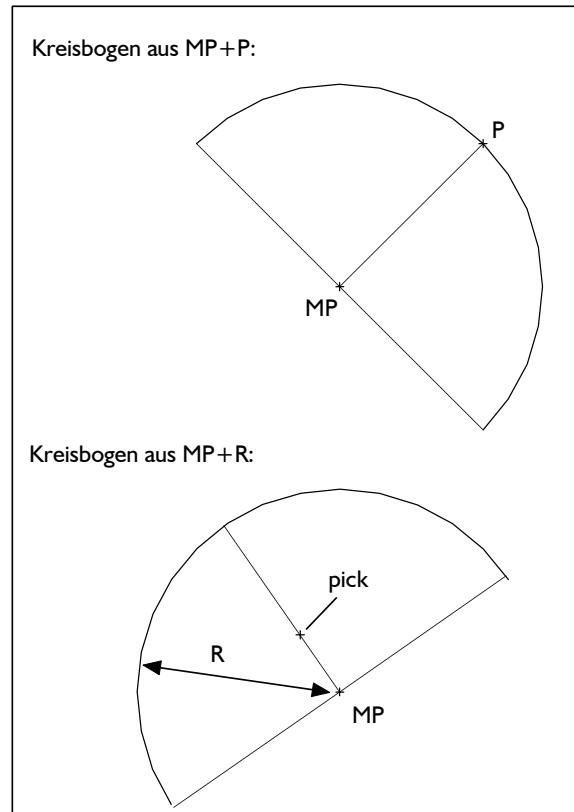 Kreisbogen aus MP+P:
P
MP
Kreisbogen aus MP+R:
pick
R
MP